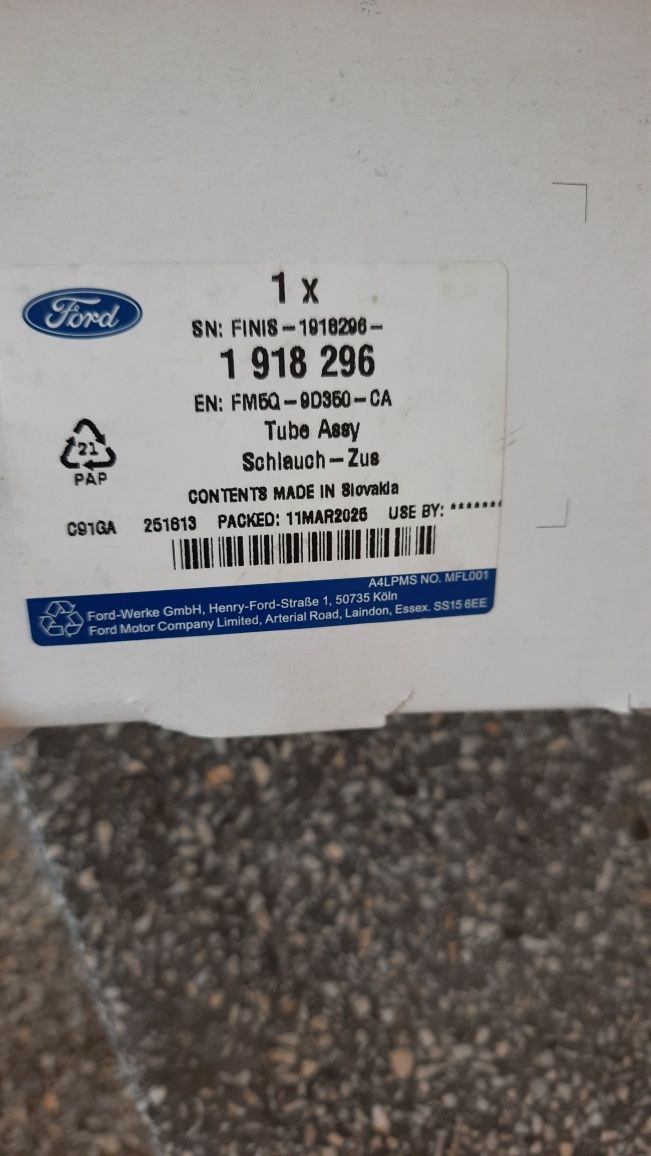 Ford
1 x
SN: FINIS-1918296-
1 918 296
EN: FM5Q-9D350-CA
Tube Assy
Schlauch-Zus
21
PAP
CONTENTS MADE IN Slovakia
C91GA 251813 PACKED: 11MAR2025 USE BY: *******
A4LPMS NO. MFL001
Ford-Werke GmbH, Henry-Ford-Straße 1, 50735 Köln
Ford Motor Company Limited, Arterial Road, Laindon, Essex. SS15 6EE